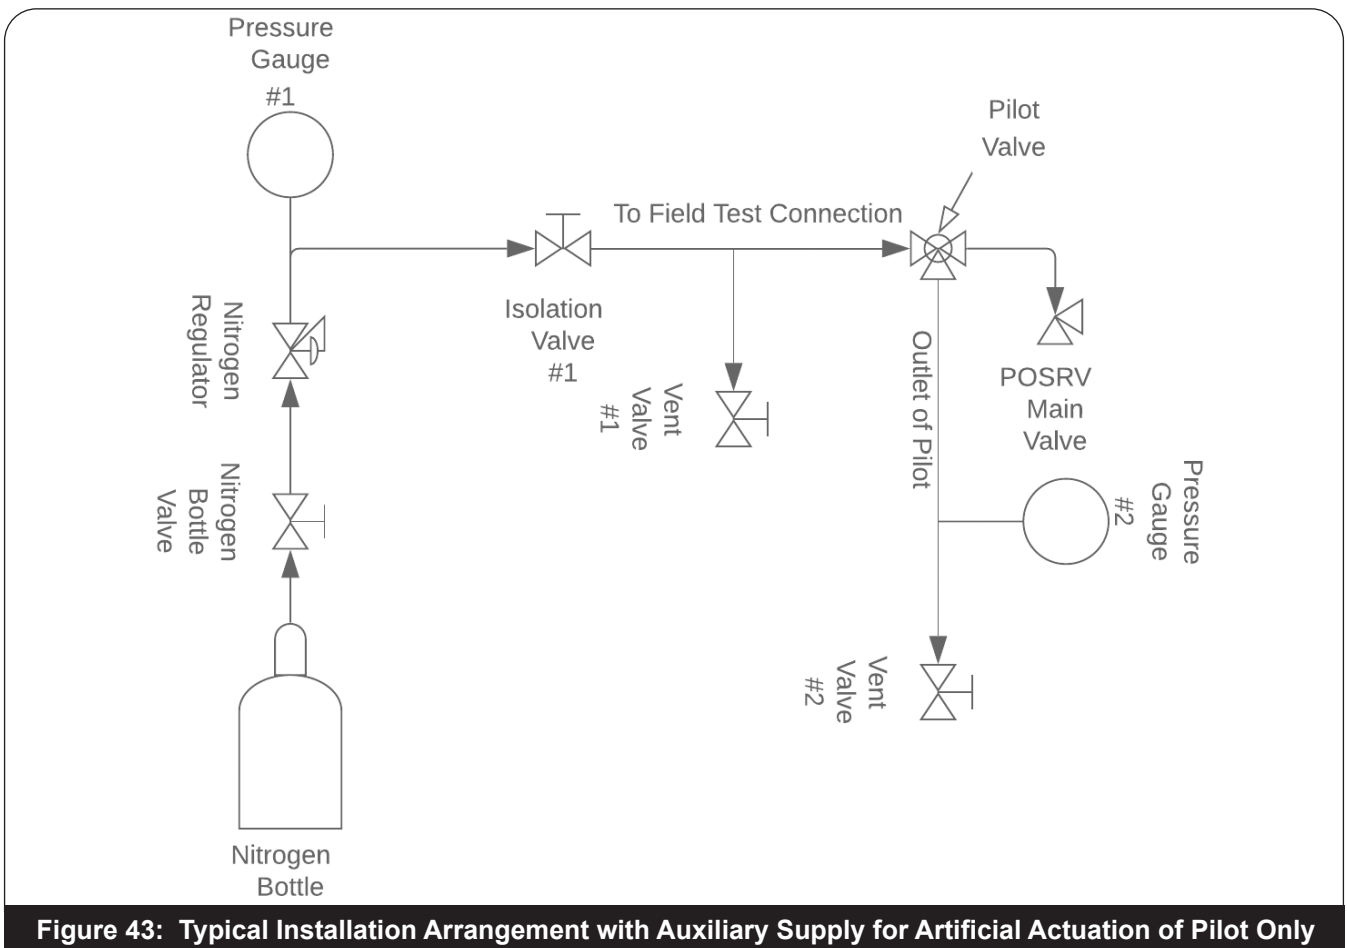 Pressure
Gauge
#1
Pilot
Valve
To Field Test Connection
Nitrogen
Regulator
Isolation
Valve
#1
Vent
Valve
#1
Outlet of Pilot
POSRV
Main
Valve
Nitrogen
Bottle
Valve
Pressure
Gauge
#2
Vent
Valve
#2
Nitrogen
Bottle
Figure 43: Typical Installation Arrangement with Auxiliary Supply for Artificial Actuation of Pilot Only